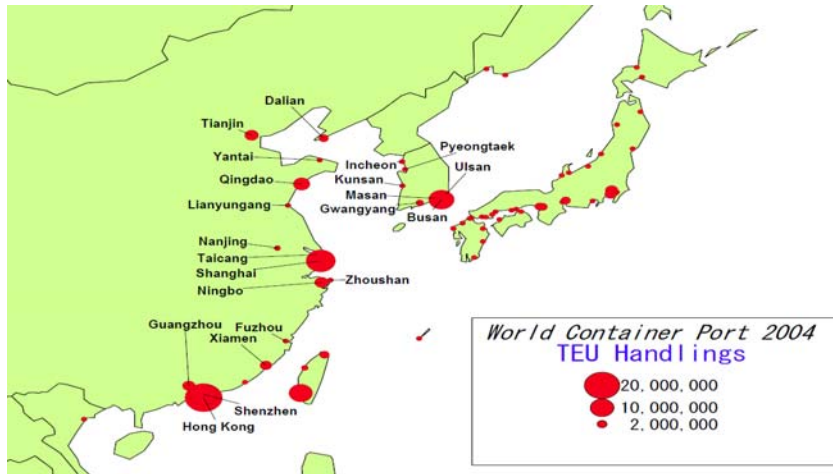 Dalian
Tianjin
Pyeongtaek
Yantai
Incheon
Ulsan
Qingdao
Kunsan
Masan
Lianyungang
Gwangyang
Busan
Nanjing
Taicang
Shanghai
Zhoushan
Ningbo
Guangzhou
Fuzhou
Xiamen
Shenzhen
Hong Kong
World Container Port 2004
TEU Handlings
20,000,000
10,000,000
2,000,000